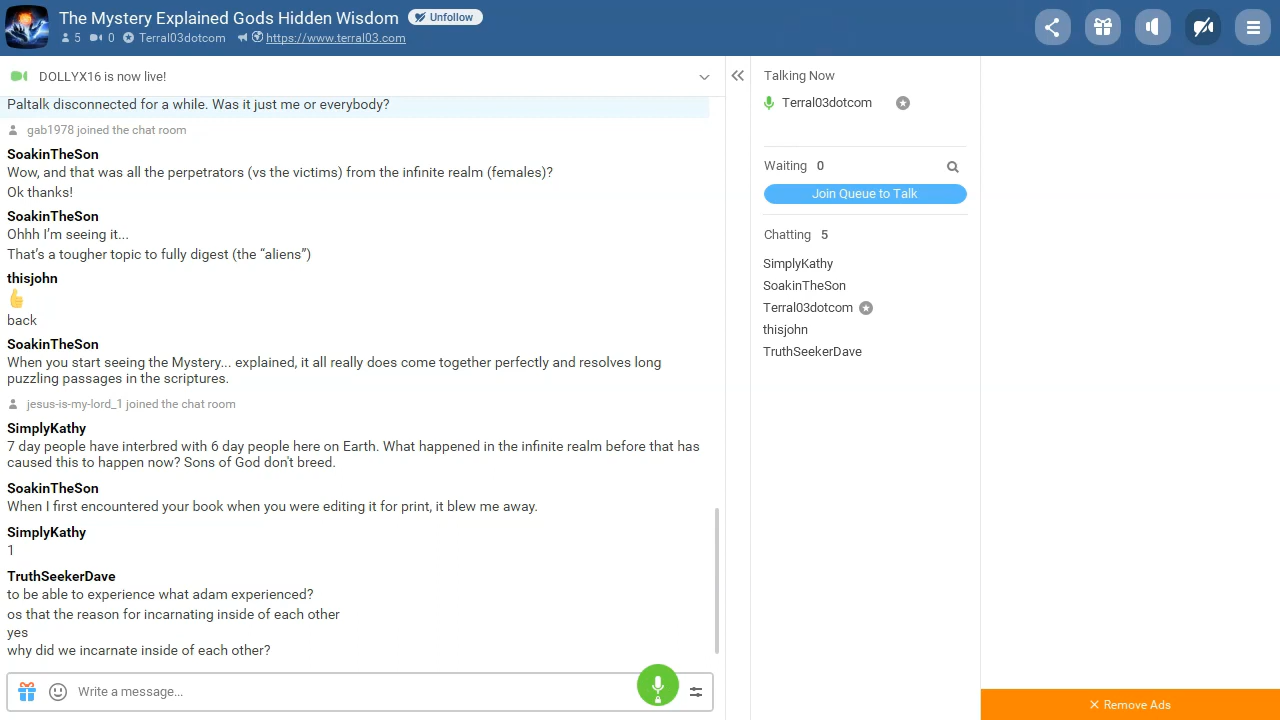 The Mystery Explained Gods Hidden Wisdom
Unfollow
5 0 Terral03dotcom https://www.terral03.com
DOLLYX16 is now live!
Paltalk disconnected for a while. Was it just me or everybody?
gab1978 joined the chat room
SoakinTheSon
Wow, and that was all the perpetrators (vs the victims) from the infinite realm (females)?
Ok thanks!
SoakinTheSon
Ohhh I’m seeing it...
That’s a tougher topic to fully digest (the “aliens”)
thisjohn
👍
back
SoakinTheSon
When you start seeing the Mystery... explained, it all really does come together perfectly and resolves long
puzzling passages in the scriptures.
jesus-is-my-lord_1 joined the chat room
SimplyKathy
7 day people have interbred with 6 day people here on Earth. What happened in the infinite realm before that has
caused this to happen now? Sons of God don't breed.
SoakinTheSon
When I first encountered your book when you were editing it for print, it blew me away.
SimplyKathy
1
TruthSeekerDave
to be able to experience what adam experienced?
os that the reason for incarnating inside of each other
yes
why did we incarnate inside of each other?
Write a message...
Talking Now
Terral03dotcom
Waiting 0
Join Queue to Talk
Chatting 5
SimplyKathy
SoakinTheSon
Terral03dotcom
thisjohn
TruthSeekerDave
Remove Ads